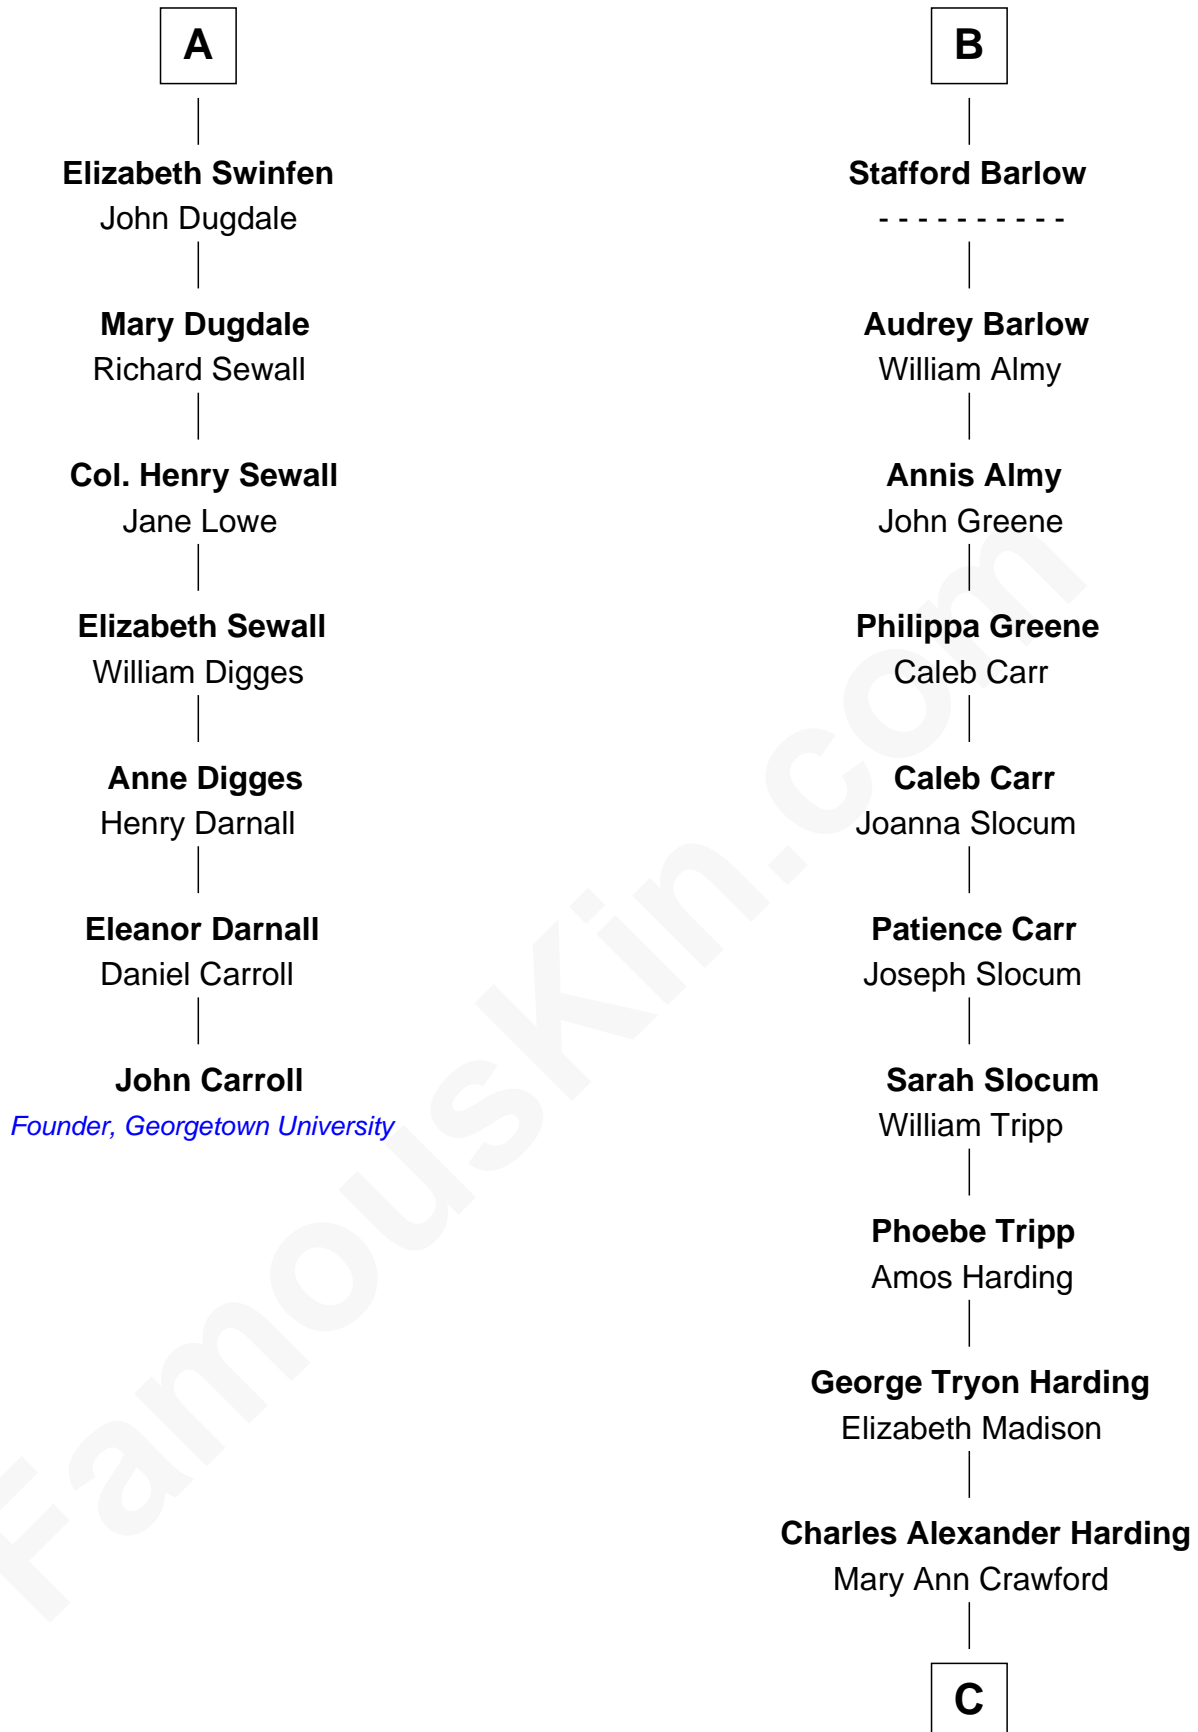 A
Elizabeth Swinfen
John Dugdale
Mary Dugdale
Richard Sewall
Col. Henry Sewall
Jane Lowe
Elizabeth Sewall
William Digges
Anne Digges
Henry Darnall
Eleanor Darnall
Daniel Carroll
John Carroll
Founder, Georgetown University
B
Stafford Barlow
- - - - - - - - - -
Audrey Barlow
William Almy
Annis Almy
John Greene
Philippa Greene
Caleb Carr
Caleb Carr
Joanna Slocum
Patience Carr
Joseph Slocum
Sarah Slocum
William Tripp
Phoebe Tripp
Amos Harding
George Tryon Harding
Elizabeth Madison
Charles Alexander Harding
Mary Ann Crawford
C
FamousKin.com